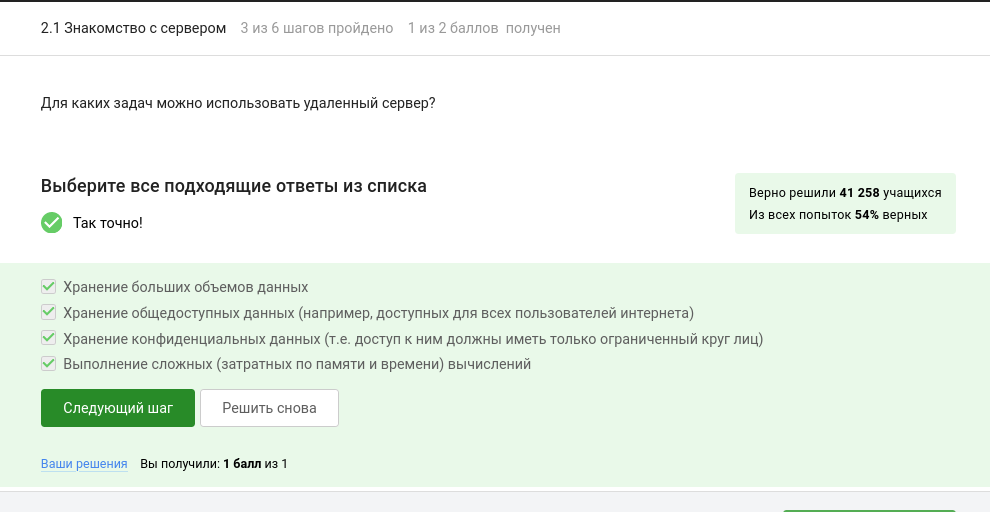 2.1 Знакомство с сервером 3 из 6 шагов пройдено 1 из 2 баллов получен
Для каких задач можно использовать удаленный сервер?
Выберите все подходящие ответы из списка
Так точно!
Верно решили 41 258 учащихся
Из всех попыток 54% верных
Хранение больших объемов данных
Хранение общедоступных данных (например, доступных для всех пользователей интернета)
Хранение конфиденциальных данных (т.е. доступ к ним должны иметь только ограниченный круг лиц)
Выполнение сложных (затратных по памяти и времени) вычислений
Следующий шаг Решить снова
Ваши решения Вы получили: 1 балл из 1